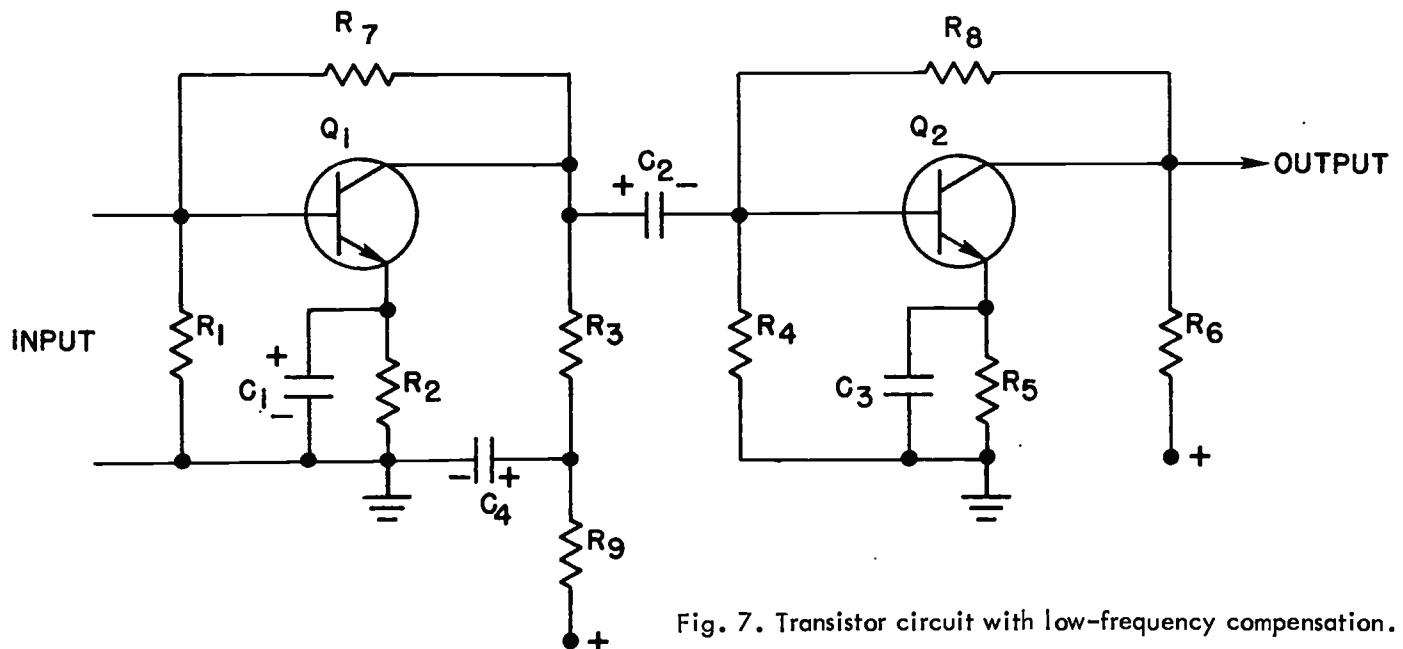 R7
R8
Q1
Q2
C2
+ -
OUTPUT
INPUT
R1
+
C1
-
R2
R3
R4
C3
R5
R6
- +
C4
+
R9
+
Fig. 7. Transistor circuit with low-frequency compensation.